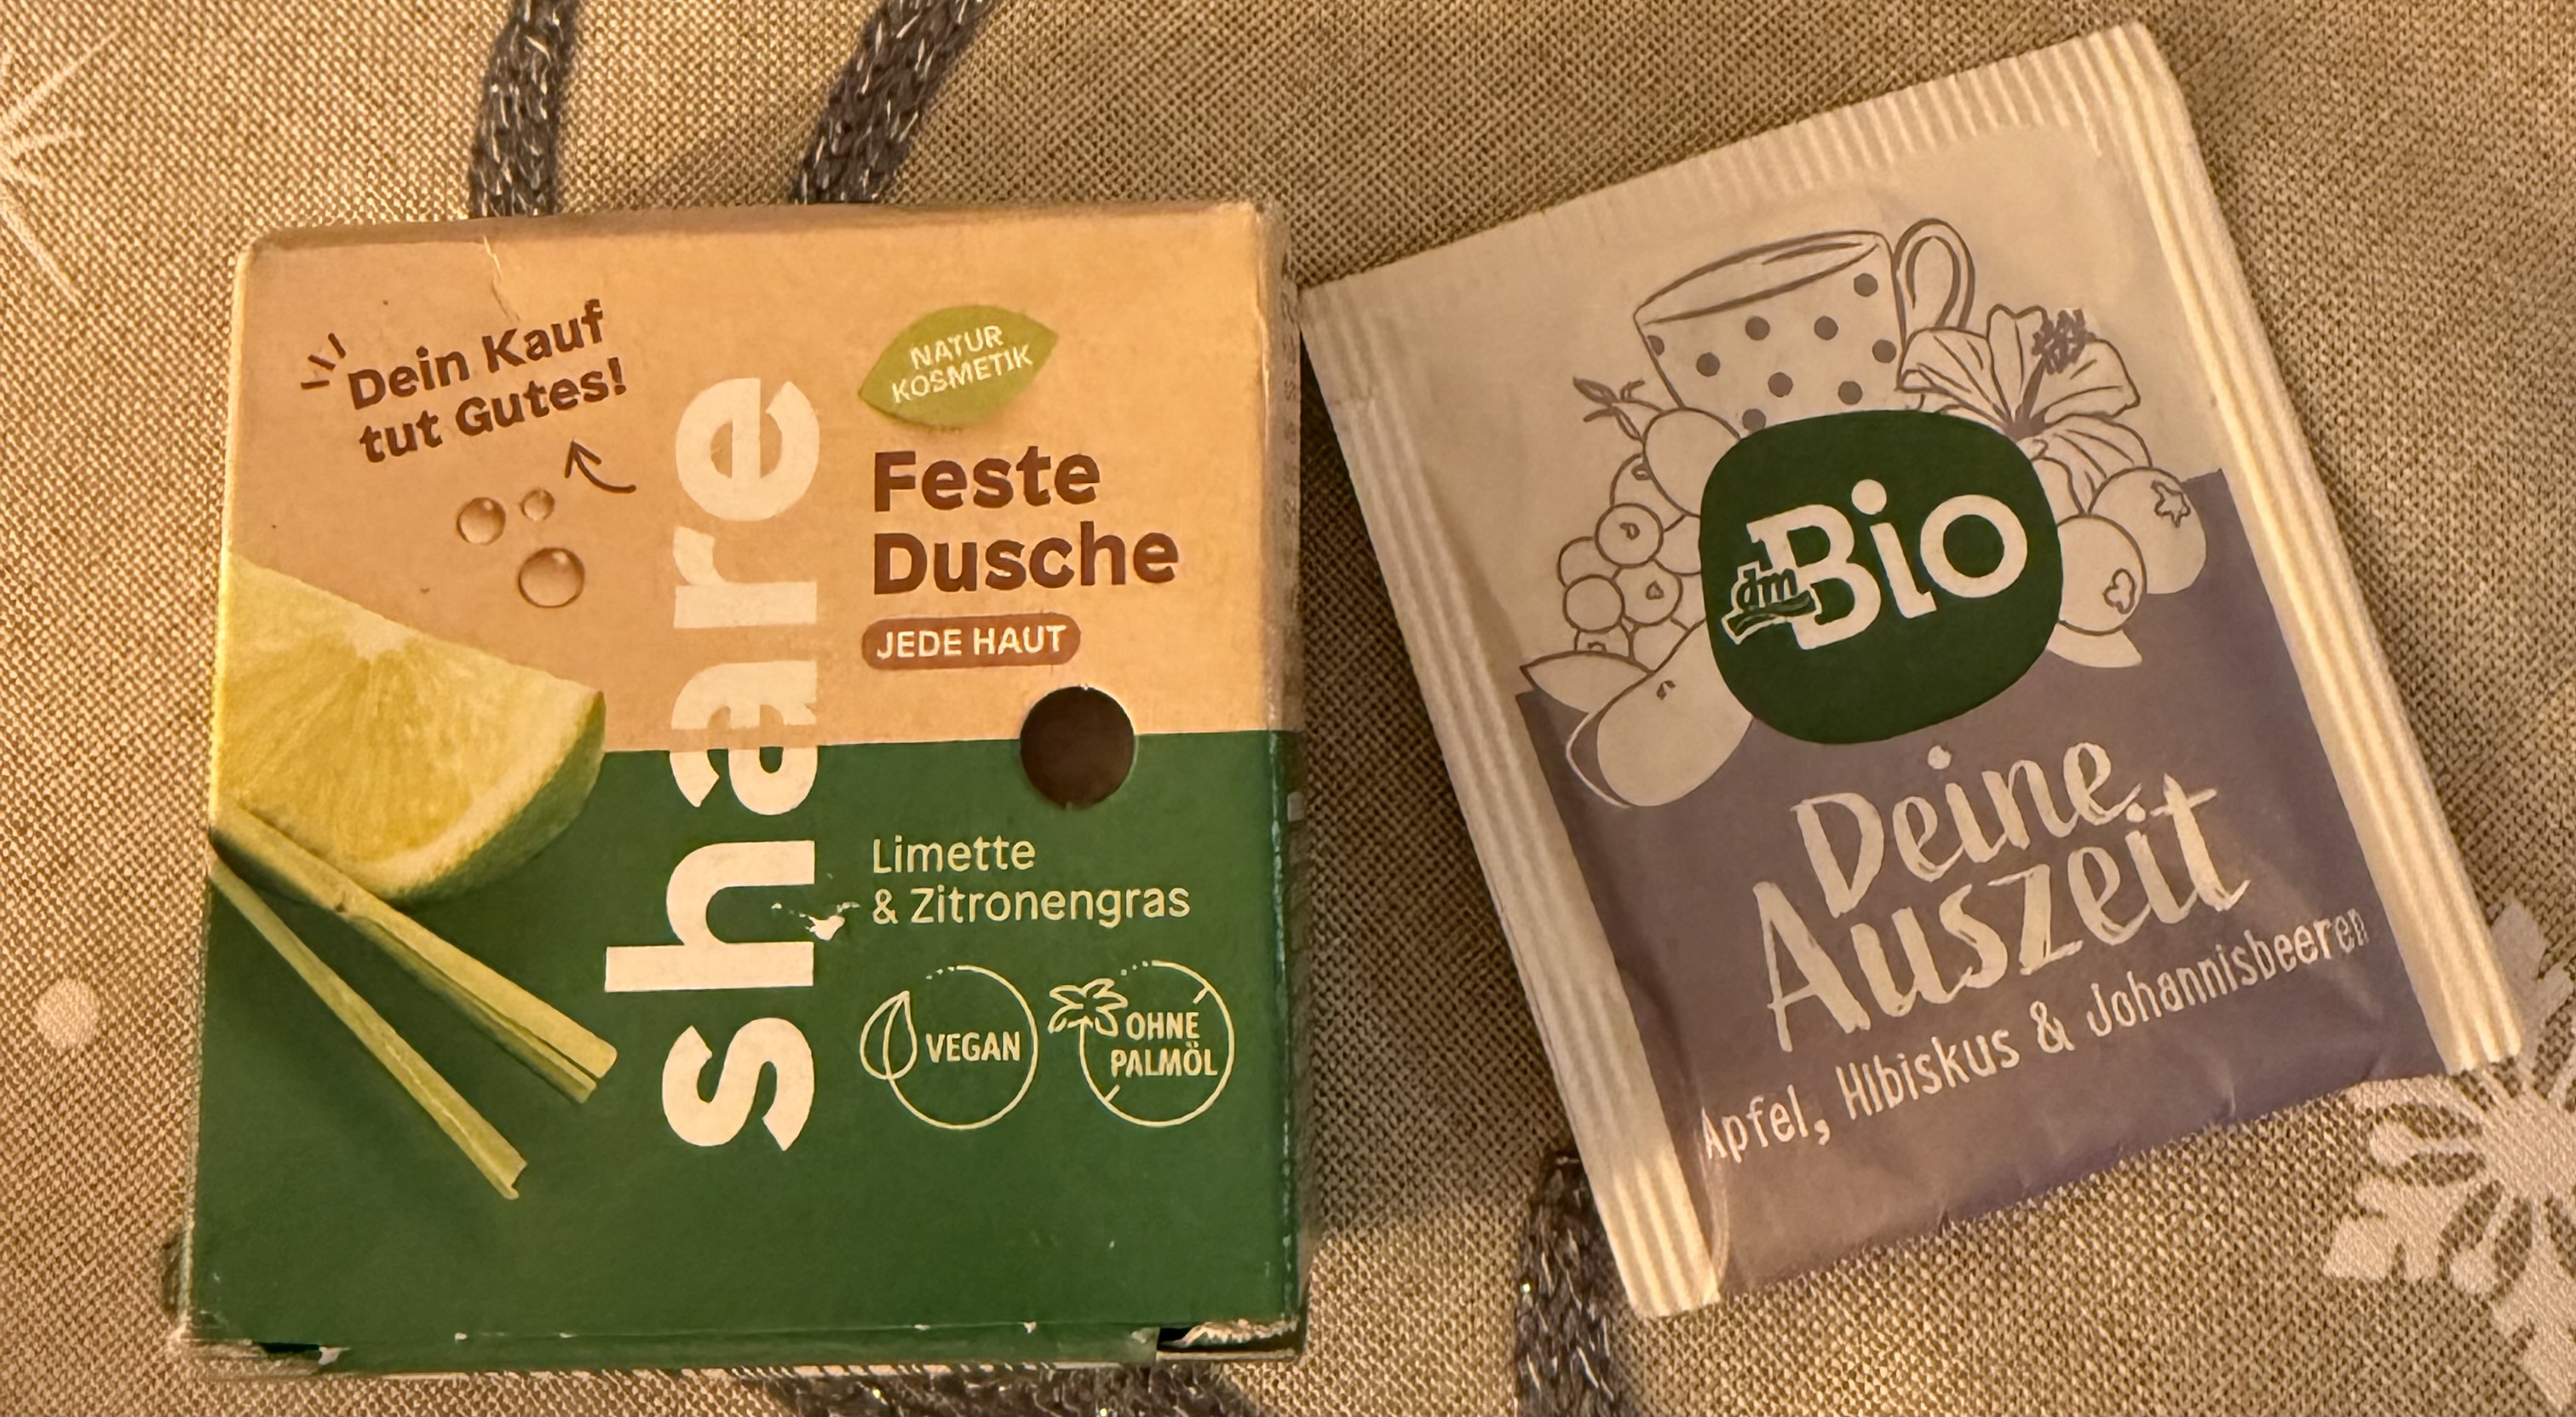 Dein Kauf
tut Gutes!
share
NATUR
KOSMETIK
Feste
Dusche
JEDE HAUT
Limette
& Zitronengras
VEGAN
OHNE
PALMÖL
dm
Bio
Deine
Auszeit
Apfel, Hibiskus & Johannisbeeren